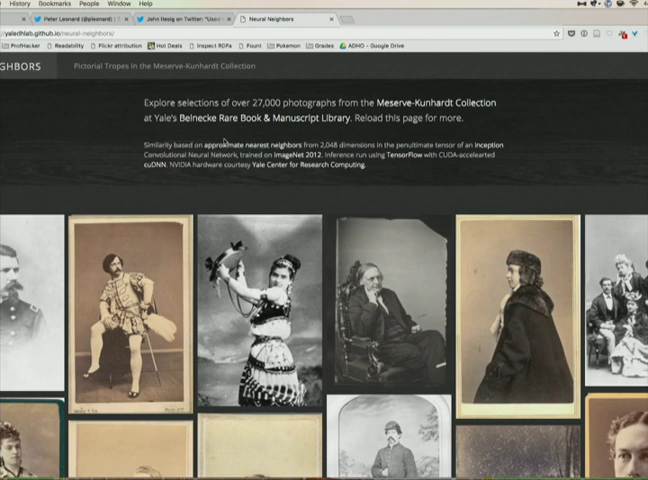 History Bookmarks People Window Help
Peter Leonard (@pleonard) | T
John Resig on Twitter: "Used
Neural Neighbors
/yaledhlab.github.io/neural-neighbors/
ProfHacker Readability Flickr attribution Hot Deals Inspect RDFa Fount Pokemon Grades ADHO - Google Drive
GHBORS Pictorial Tropes in the Meserve-Kunhardt Collection
Explore selections of over 27,000 photographs from the Meserve-Kunhardt Collection
at Yale's Beinecke Rare Book & Manuscript Library. Reload this page for more.
Similarity based on approximate nearest neighbors from 2,048 dimensions in the penultimate tensor of an Inception
Convolutional Neural Network, trained on ImageNet 2012. Inference run using TensorFlow with CUDA-accelearted
cuDNN. NVIDIA hardware courtesy Yale Center for Research Computing.